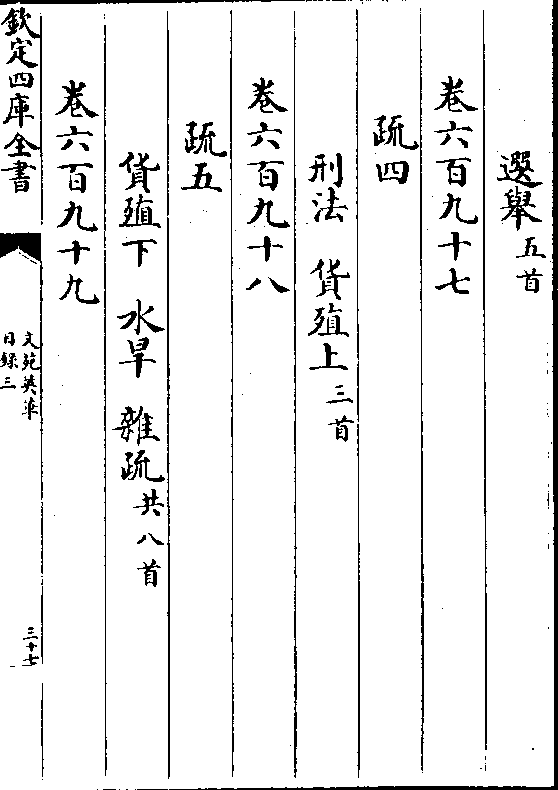 選舉五首
卷六百九十七
疏四
刑法　貨殖上三首
卷六百九十八
疏五
貨殖下　水旱　雜疏共八首
卷六百九十九
欽定四庫全書
文苑英華
目錄三
三十七